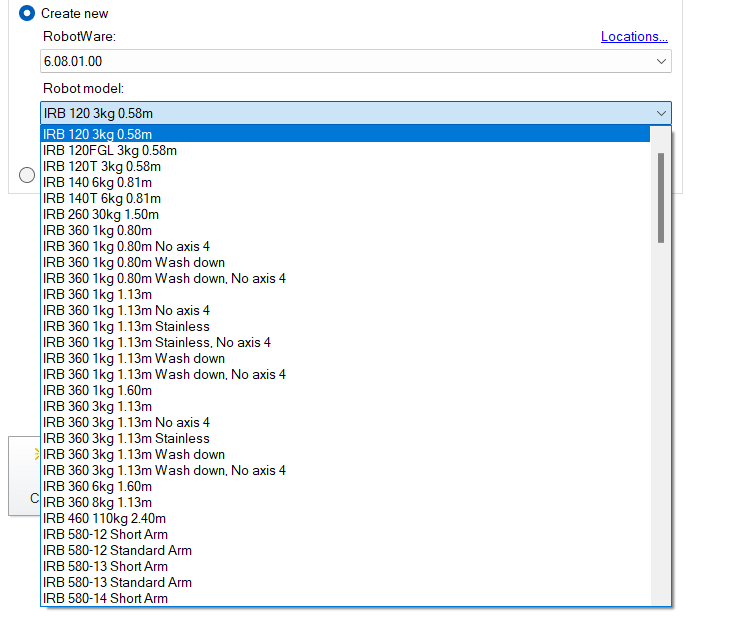 Create new
RobotWare:
Locations...
6.08.01.00
Robot model:
IRB 120 3kg 0.58m
IRB 120 3kg 0.58m
IRB 120FGL 3kg 0.58m
IRB 120T 3kg 0.58m
IRB 140 6kg 0.81m
IRB 140T 6kg 0.81m
IRB 260 30kg 1.50m
IRB 360 1kg 0.80m
IRB 360 1kg 0.80m No axis 4
IRB 360 1kg 0.80m Wash down
IRB 360 1kg 0.80m Wash down, No axis 4
IRB 360 1kg 1.13m
IRB 360 1kg 1.13m No axis 4
IRB 360 1kg 1.13m Stainless
IRB 360 1kg 1.13m Stainless, No axis 4
IRB 360 1kg 1.13m Wash down
IRB 360 1kg 1.13m Wash down, No axis 4
IRB 360 1kg 1.60m
IRB 360 3kg 1.13m
IRB 360 3kg 1.13m No axis 4
IRB 360 3kg 1.13m Stainless
IRB 360 3kg 1.13m Wash down
IRB 360 3kg 1.13m Wash down, No axis 4
IRB 360 6kg 1.60m
IRB 360 8kg 1.13m
IRB 460 110kg 2.40m
IRB 580-12 Short Arm
IRB 580-12 Standard Arm
IRB 580-13 Short Arm
IRB 580-13 Standard Arm
IRB 580-14 Short Arm